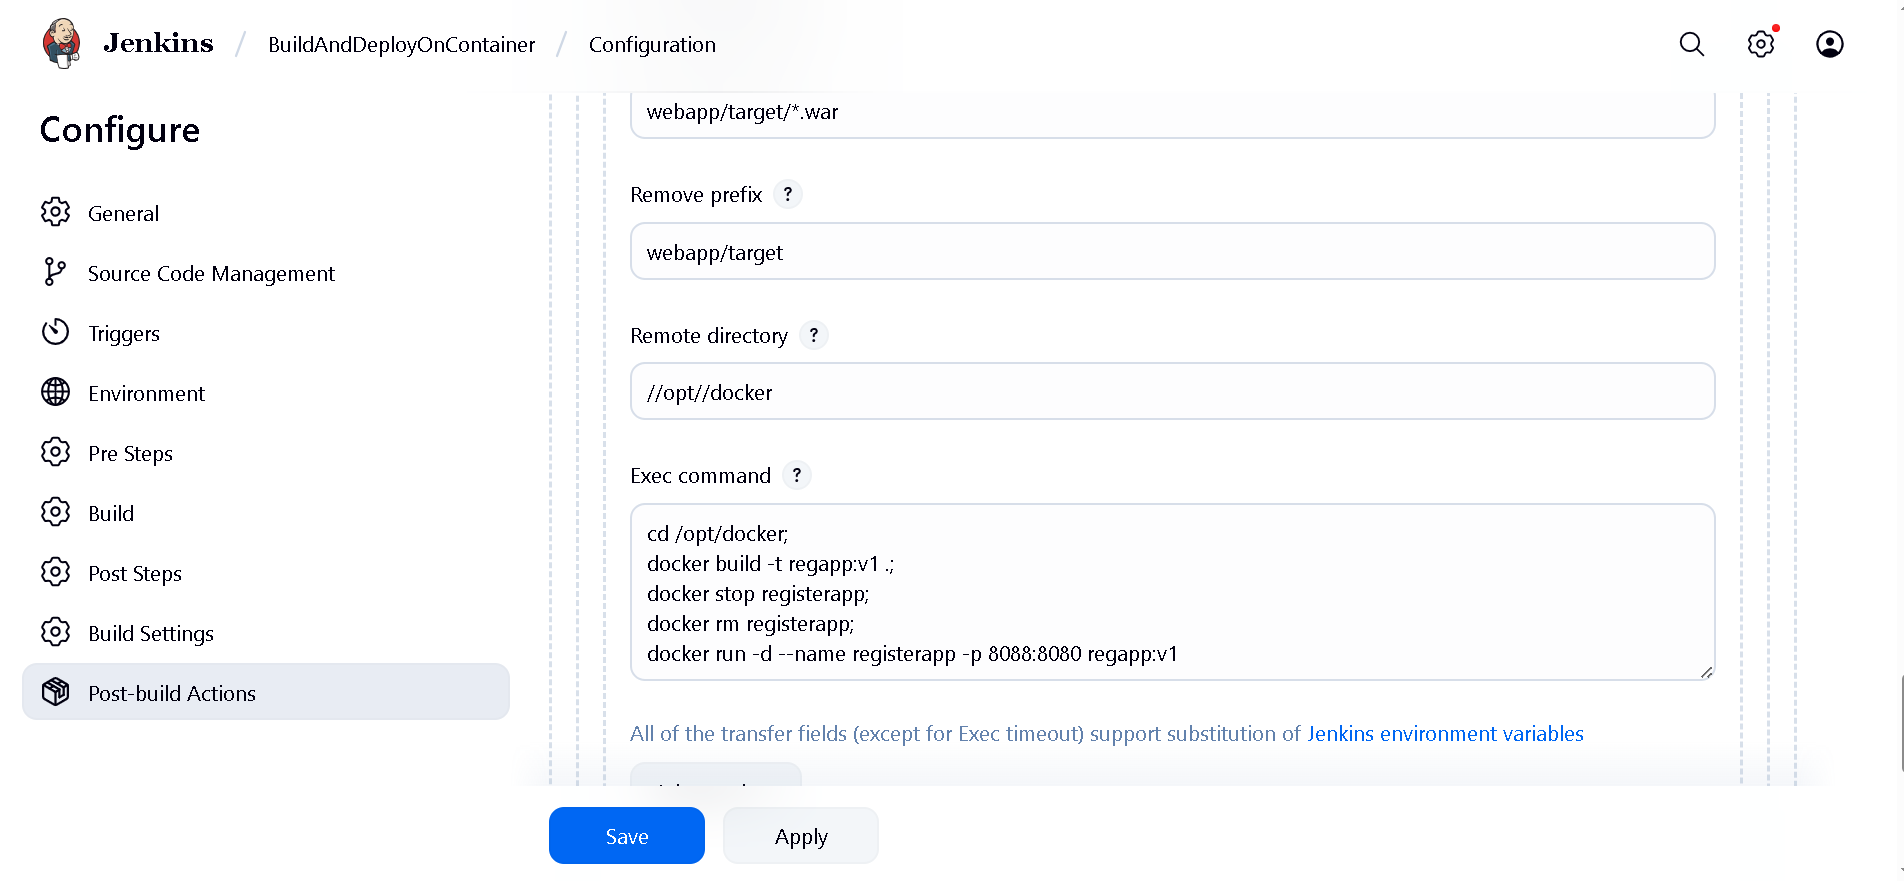 Jenkins / BuildAndDeployOnContainer / Configuration
Configure
General
Source Code Management
Triggers
Environment
Pre Steps
Build
Post Steps
Build Settings
Post-build Actions
webapp/target/*.war
Remove prefix ?
webapp/target
Remote directory ?
//opt//docker
Exec command ?
cd /opt/docker;
docker build -t regapp:v1 .;
docker stop registerapp;
docker rm registerapp;
docker run -d --name registerapp -p 8088:8080 regapp:v1
All of the transfer fields (except for Exec timeout) support substitution of Jenkins environment variables
Save
Apply